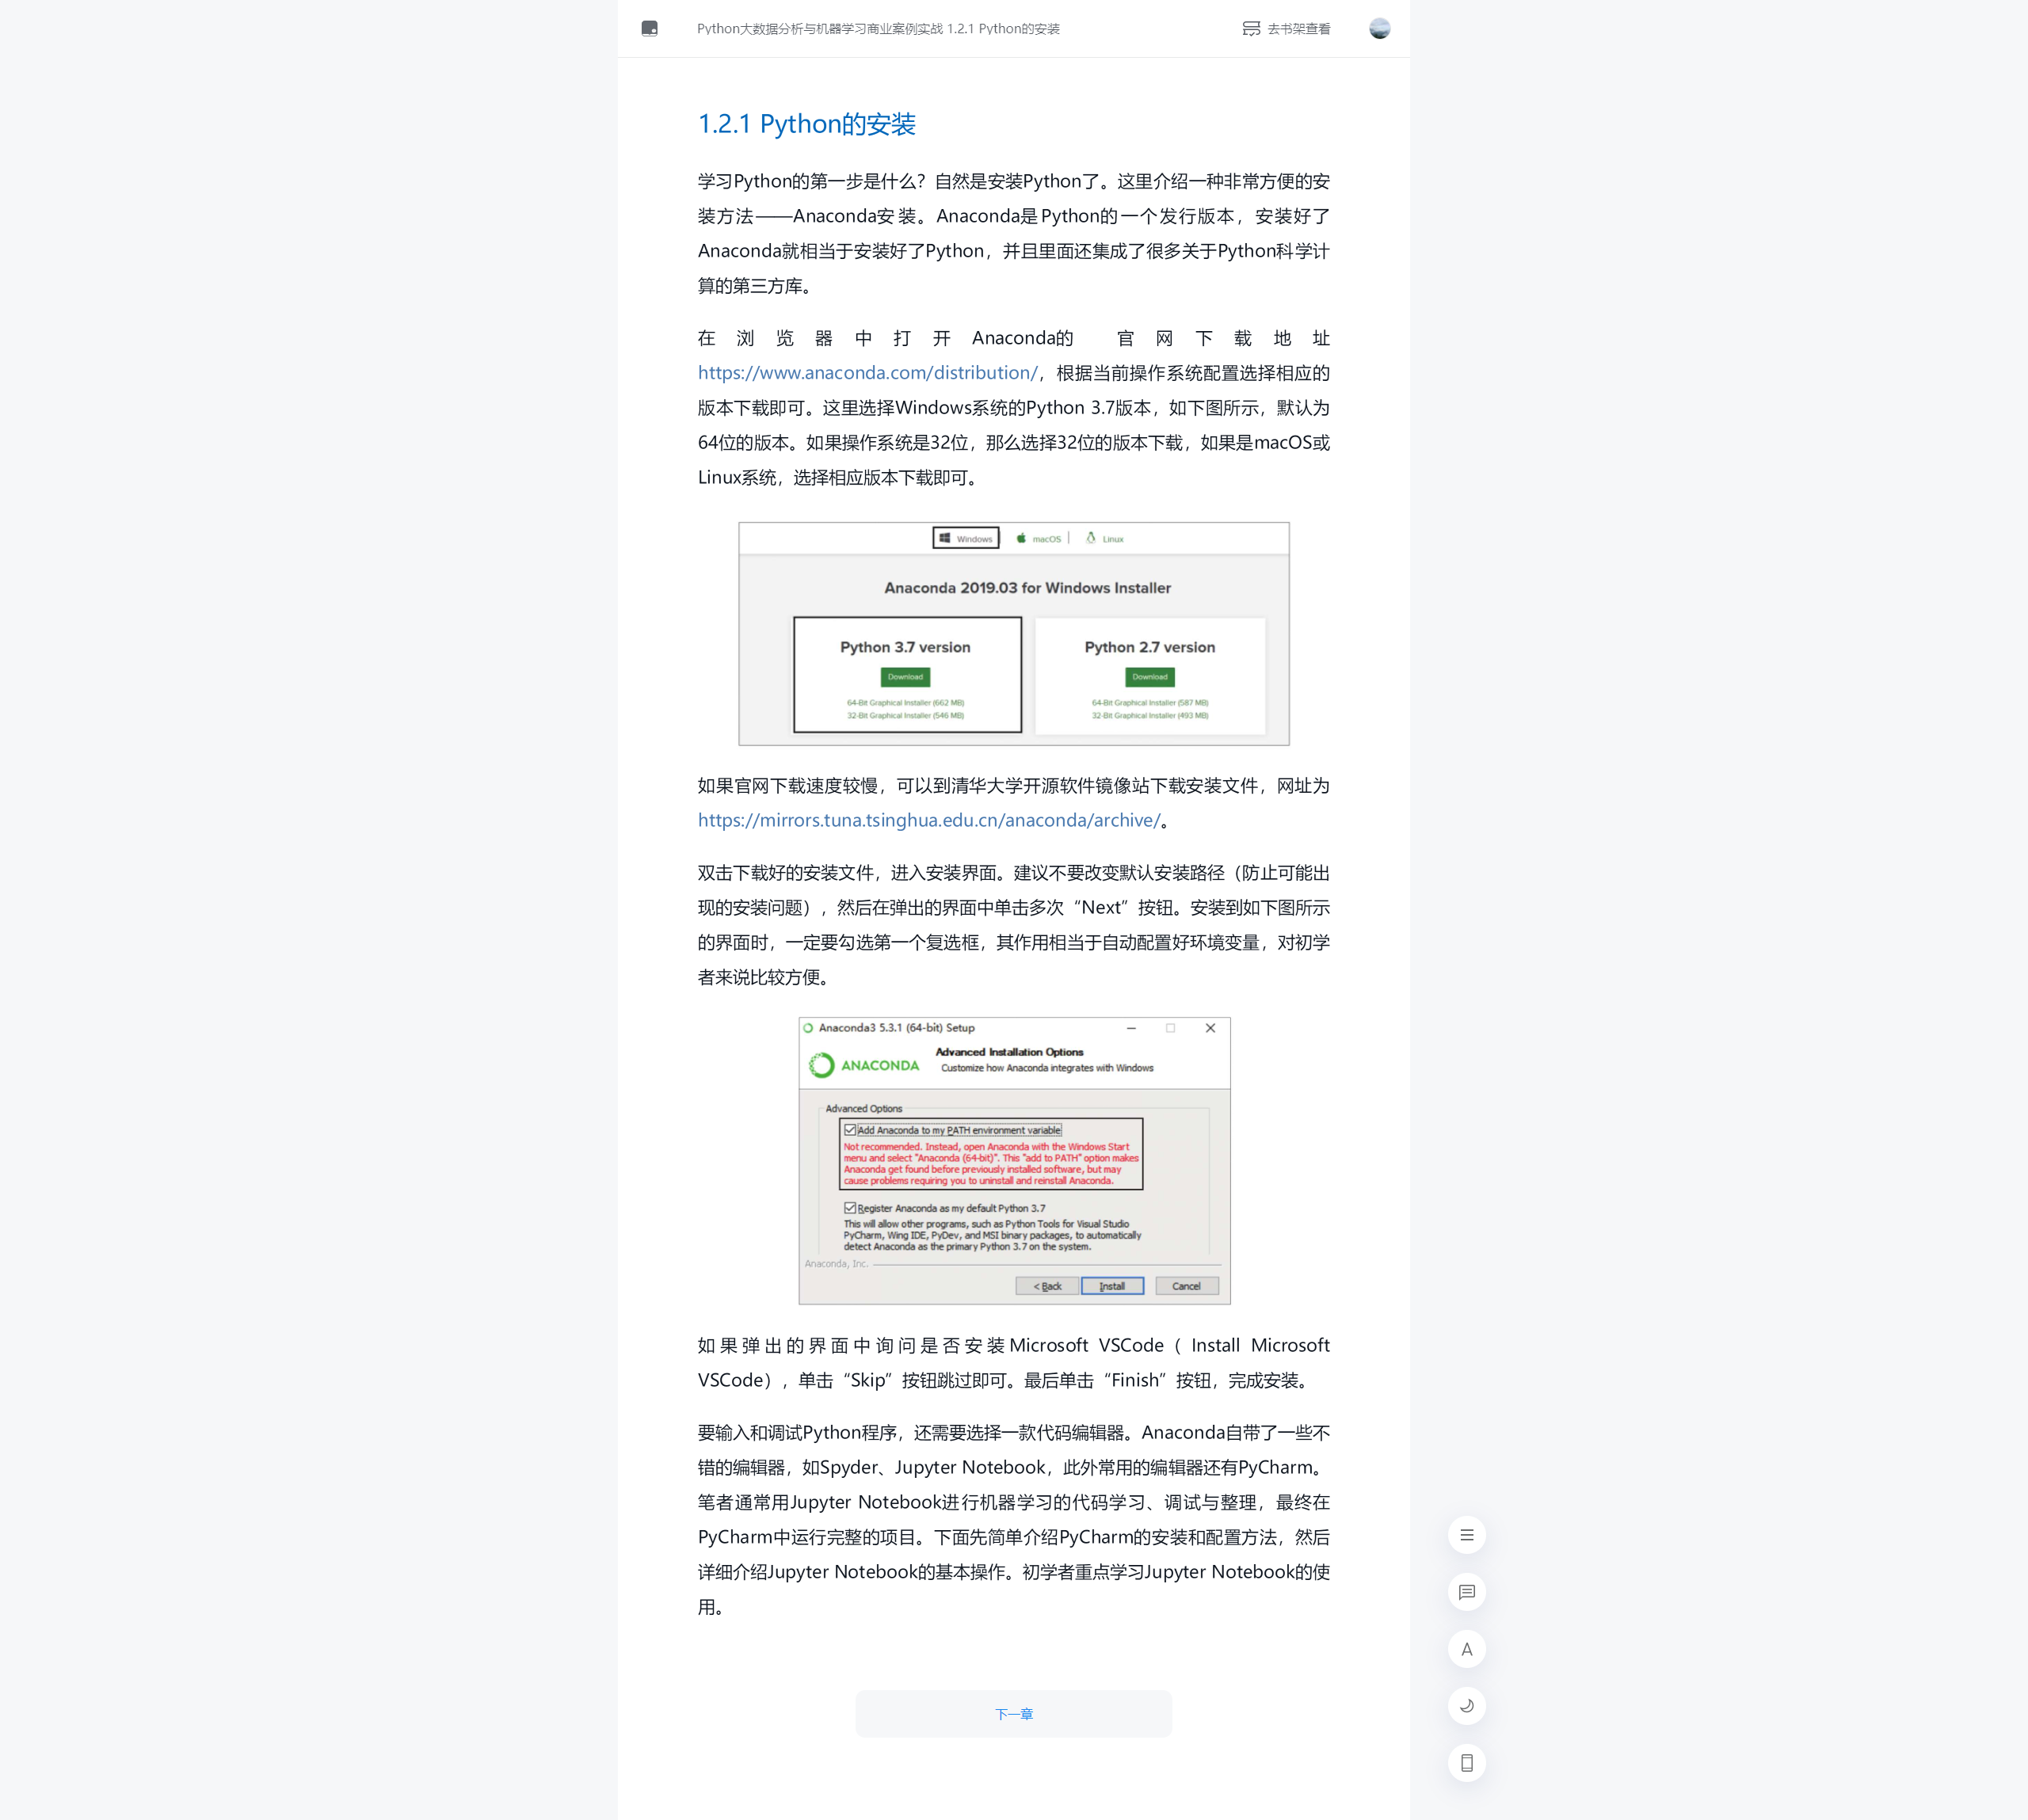 Python大数据分析与机器学习商业案例实战 1.2.1 Python的安装
去书架查看
1.2.1 Python的安装
学习Python的第一步是什么？自然是安装Python了。这里介绍一种非常方便的安
装方法——Anaconda安装。Anaconda是Python的一个发行版本，安装好了
Anaconda就相当于安装好了Python，并且里面还集成了很多关于Python科学计
算的第三方库。
在浏览器中打开Anaconda的 官网下载地址
https://www.anaconda.com/distribution/，根据当前操作系统配置选择相应的
版本下载即可。这里选择Windows系统的Python 3.7版本，如下图所示，默认为
64位的版本。如果操作系统是32位，那么选择32位的版本下载，如果是macOS或
Linux系统，选择相应版本下载即可。
Windows | macOS | Linux
Anaconda 2019.03 for Windows Installer
Python 3.7 version
Download
64-Bit Graphical Installer (662 MB)
32-Bit Graphical Installer (546 MB)
Python 2.7 version
Download
64-Bit Graphical Installer (587 MB)
32-Bit Graphical Installer (493 MB)
如果官网下载速度较慢，可以到清华大学开源软件镜像站下载安装文件，网址为
https://mirrors.tuna.tsinghua.edu.cn/anaconda/archive/。
双击下载好的安装文件，进入安装界面。建议不要改变默认安装路径（防止可能出
现的安装问题），然后在弹出的界面中单击多次“Next”按钮。安装到如下图所示
的界面时，一定要勾选第一个复选框，其作用相当于自动配置好环境变量，对初学
者来说比较方便。
Anaconda3 5.3.1 (64-bit) Setup
ANACONDA
Advanced Installation Options
Customize how Anaconda integrates with Windows
Advanced Options
Add Anaconda to my PATH environment variable
Not recommended. Instead, open Anaconda with the Windows Start
menu and select "Anaconda (64-bit)". This "add to PATH" option makes
Anaconda get found before previously installed software, but may
cause problems requiring you to uninstall and reinstall Anaconda.
Register Anaconda as my default Python 3.7
This will allow other programs, such as Python Tools for Visual Studio
PyCharm, Wing IDE, PyDev, and MSI binary packages, to automatically
detect Anaconda as the primary Python 3.7 on the system.
Anaconda, Inc.
< Back
Install
Cancel
如果弹出的界面中询问是否安装Microsoft VSCode（ Install Microsoft
VSCode），单击“Skip”按钮跳过即可。最后单击“Finish”按钮，完成安装。
要输入和调试Python程序，还需要选择一款代码编辑器。Anaconda自带了一些不
错的编辑器，如Spyder、Jupyter Notebook，此外常用的编辑器还有PyCharm。
笔者通常用Jupyter Notebook进行机器学习的代码学习、调试与整理，最终在
PyCharm中运行完整的项目。下面先简单介绍PyCharm的安装和配置方法，然后
详细介绍Jupyter Notebook的基本操作。初学者重点学习Jupyter Notebook的使
用。
A
下一章